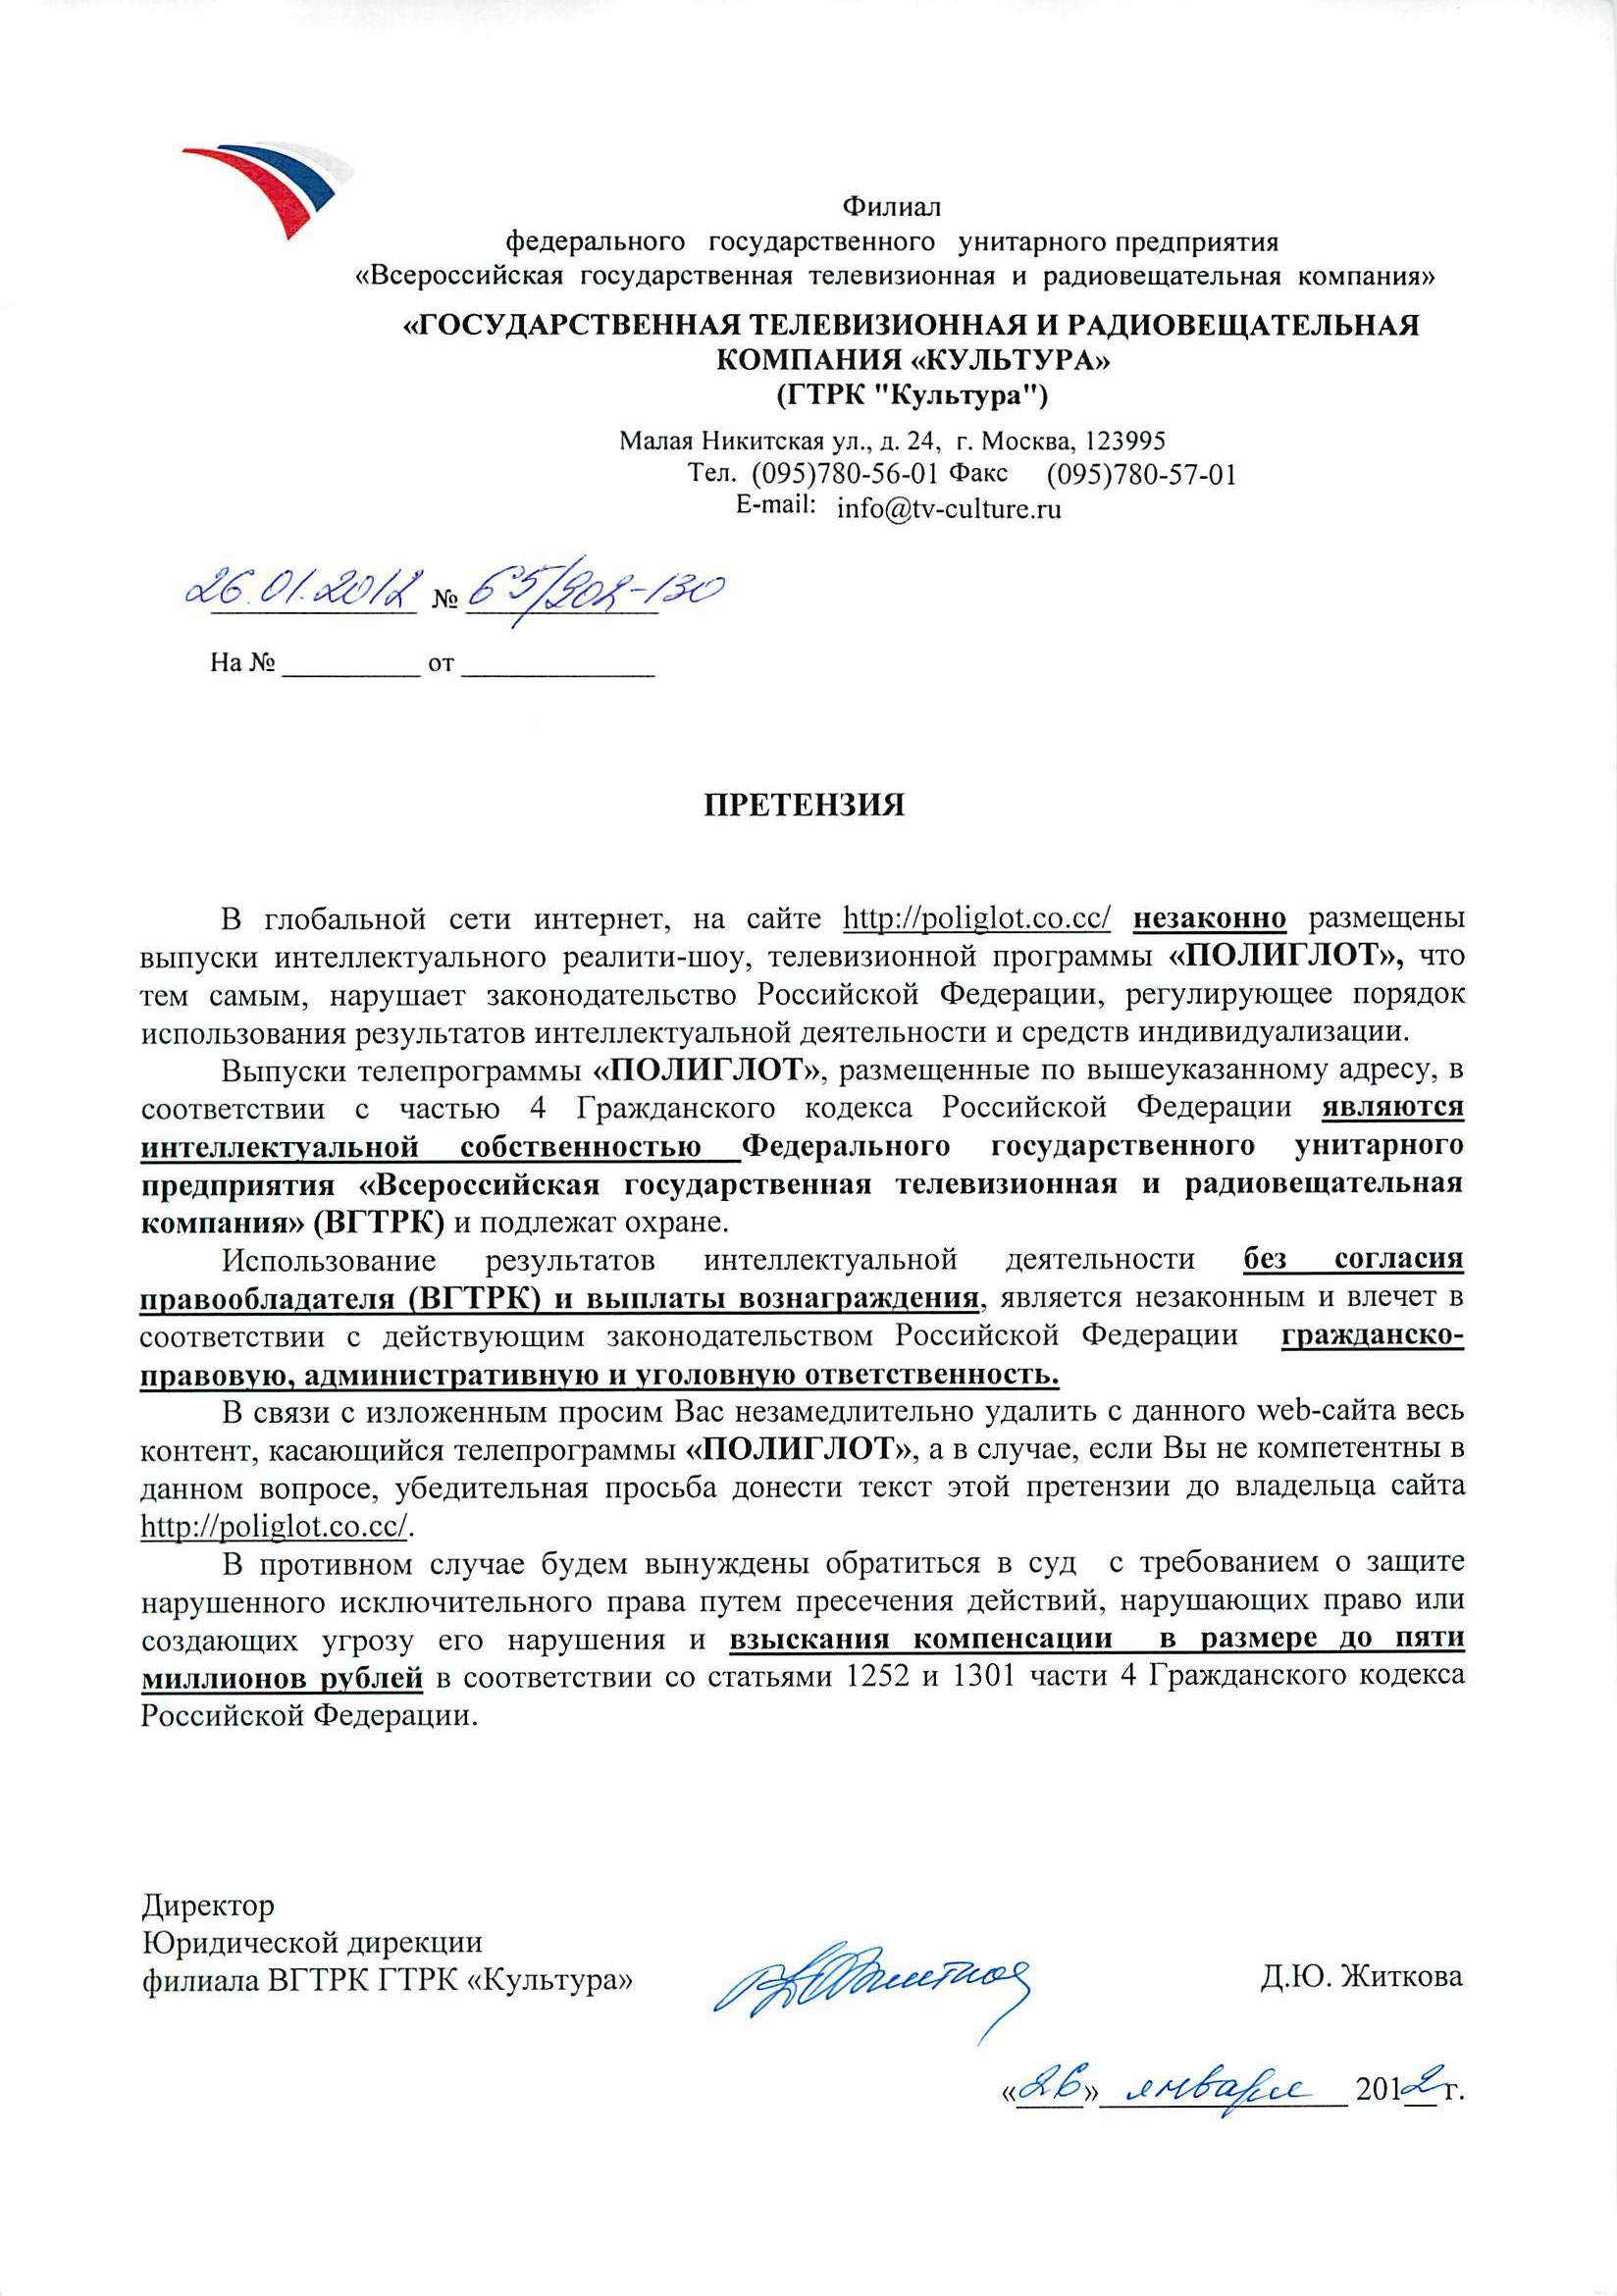 Филиал
федерального государственного унитарного предприятия
«Всероссийская государственная телевизионная и радиовещательная компания»
«ГОСУДАРСТВЕННАЯ ТЕЛЕВИЗИОННАЯ И РАДИОВЕЩАТЕЛЬНАЯ
КОМПАНИЯ «КУЛЬТУРА»
(ГТРК "Культура")
Малая Никитская ул., д. 24, г. Москва, 123995
Тел. (095)780-56-01 Факс (095)780-57-01
E-mail: info@tv-culture.ru
26.01.2012 № 65/902-130
На № __________ от ______________
ПРЕТЕНЗИЯ
В глобальной сети интернет, на сайте http://poliglot.co.cc/ незаконно размещены
выпуски интеллектуального реалити-шоу, телевизионной программы «ПОЛИГЛОТ», что
тем самым, нарушает законодательство Российской Федерации, регулирующее порядок
использования результатов интеллектуальной деятельности и средств индивидуализации.
Выпуски телепрограммы «ПОЛИГЛОТ», размещенные по вышеуказанному адресу, в
соответствии с частью 4 Гражданского кодекса Российской Федерации являются
интеллектуальной собственностью Федерального государственного унитарного
предприятия «Всероссийская государственная телевизионная и радиовещательная
компания» (ВГТРК) и подлежат охране.
Использование результатов интеллектуальной деятельности без согласия
правообладателя (ВГТРК) и выплаты вознаграждения, является незаконным и влечет в
соответствии с действующим законодательством Российской Федерации гражданско-
правовую, административную и уголовную ответственность.
В связи с изложенным просим Вас незамедлительно удалить с данного web-сайта весь
контент, касающийся телепрограммы «ПОЛИГЛОТ», а в случае, если Вы не компетентны в
данном вопросе, убедительная просьба донести текст этой претензии до владельца сайта
http://poliglot.co.cc/.
В противном случае будем вынуждены обратиться в суд с требованием о защите
нарушенного исключительного права путем пресечения действий, нарушающих право или
создающих угрозу его нарушения и взыскания компенсации в размере до пяти
миллионов рублей в соответствии со статьями 1252 и 1301 части 4 Гражданского кодекса
Российской Федерации.
Директор
Юридической дирекции
филиала ВГТРК ГТРК «Культура» Д.Ю. Житкова
«26» января 2012 г.